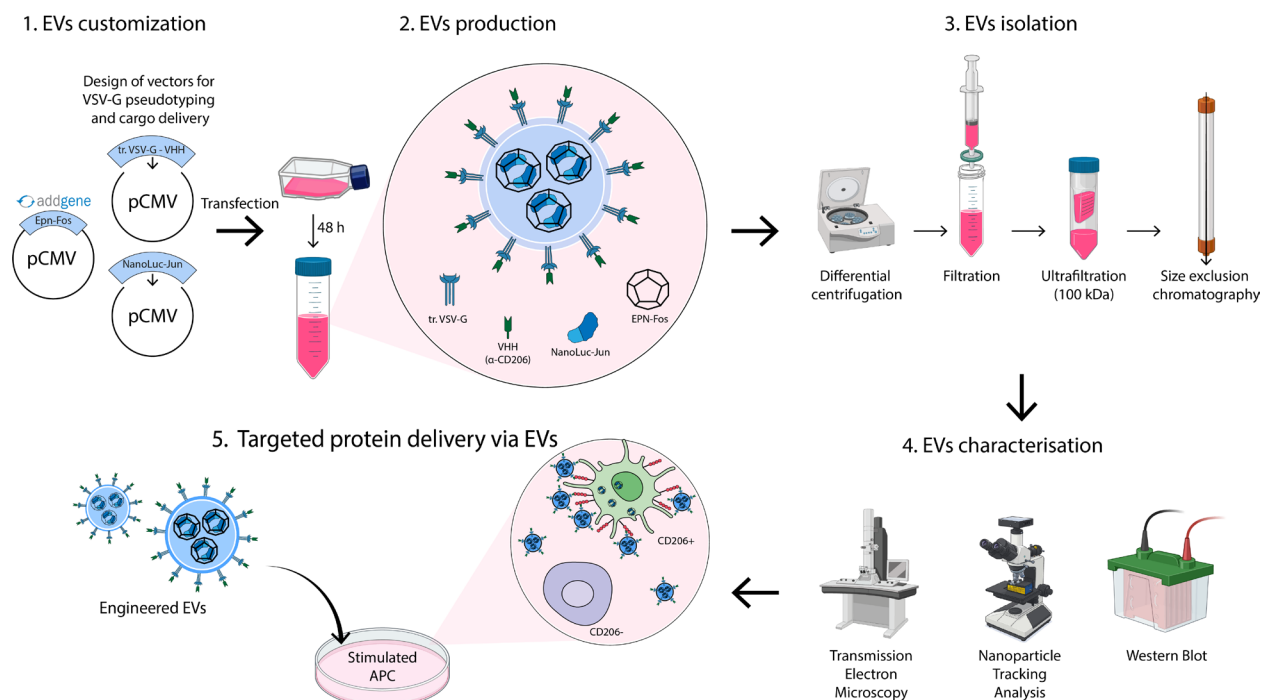 1. EVs customization
Design of vectors for
VSV-G pseudotyping
and cargo delivery
tr. VSV-G - VHH
pCMV
addgene
Epn-Fos
pCMV
NanoLuc-Jun
pCMV
Transfection
2. EVs production
48 h
tr. VSV-G
VHH
(α-CD206)
NanoLuc-Jun
EPN-Fos
3. EVs isolation
Differential
centrifugation
Filtration
Ultrafiltration
(100 kDa)
Size exclusion
chromatography
4. EVs characterisation
Transmission
Electron
Microscopy
Nanoparticle
Tracking
Analysis
Western Blot
5. Targeted protein delivery via EVs
Engineered EVs
CD206+
CD206-
Stimulated
APC